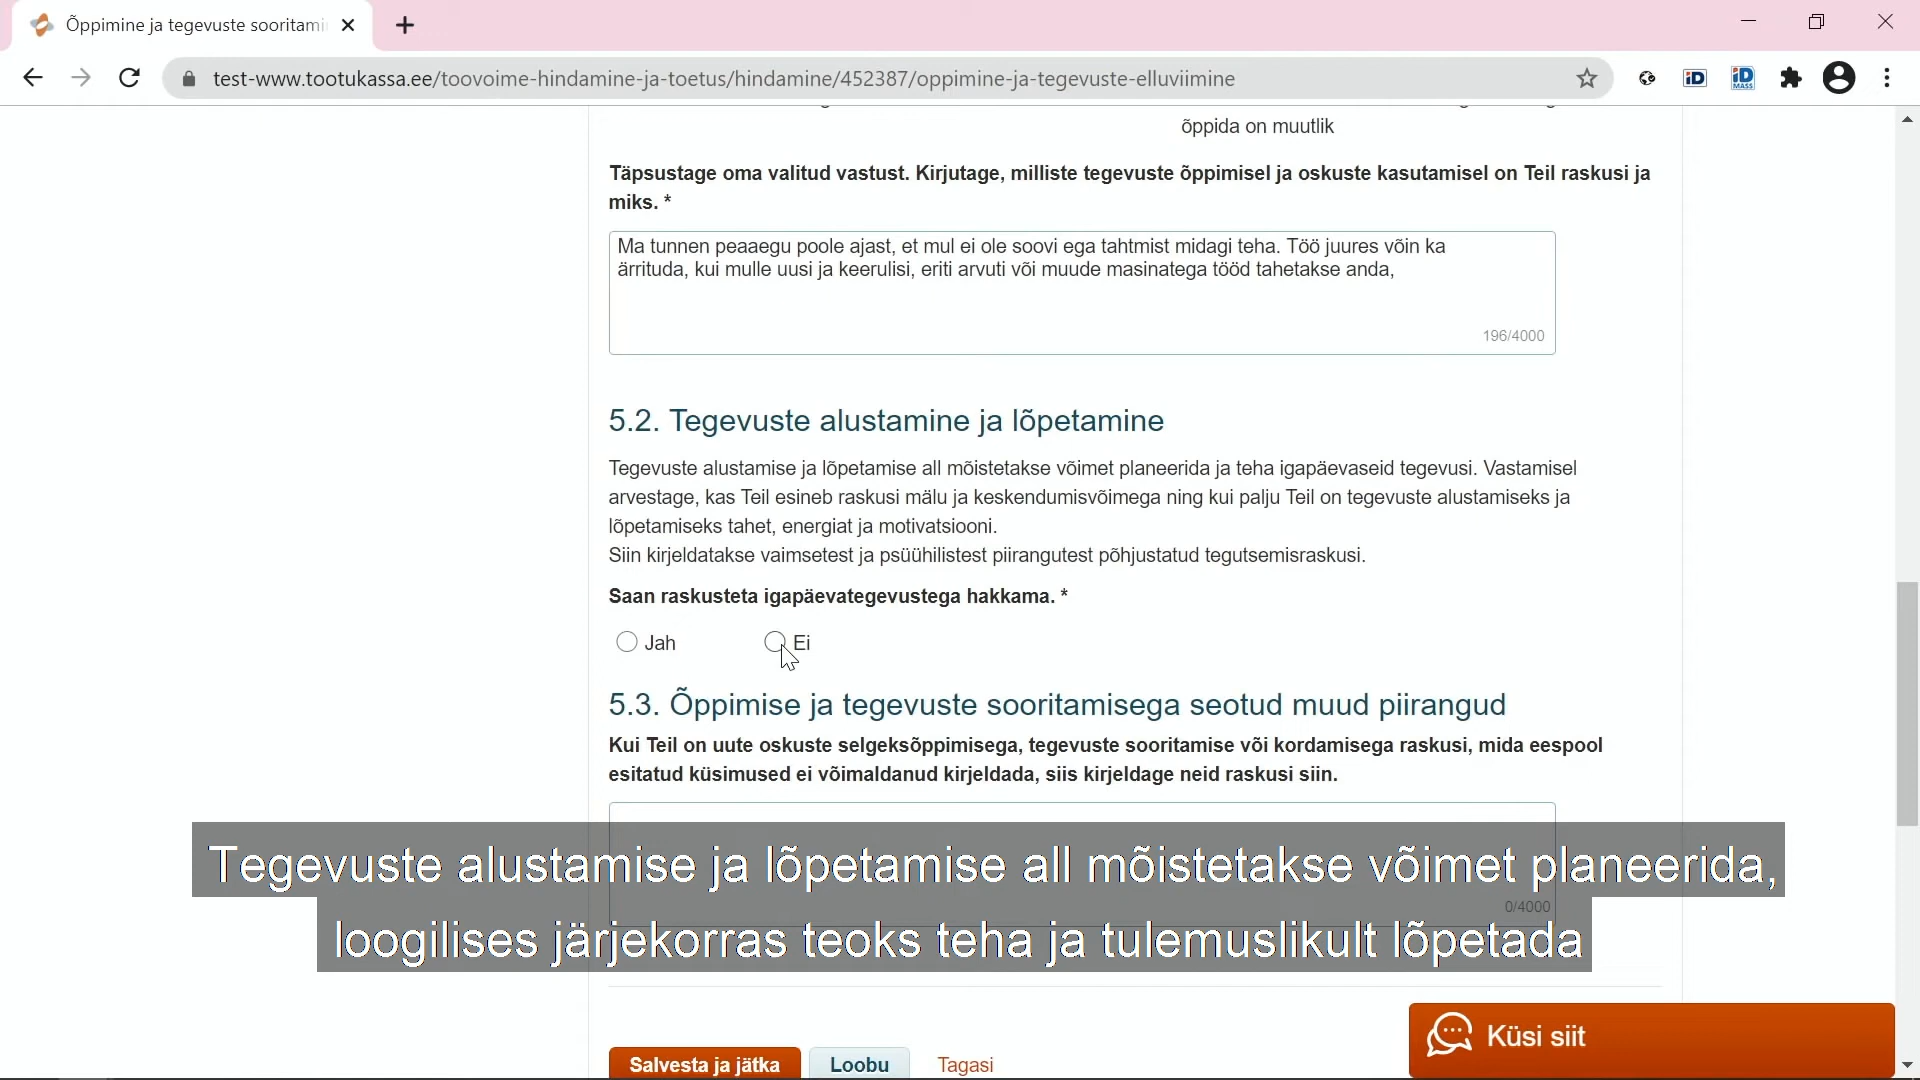 Õppimine ja tegevuste sooritami
test-www.tootukassa.ee/toovoime-hindamine-ja-toetus/hindamine/452387/oppimine-ja-tegevuste-elluviimine
iD
iD
MASS
õppida on muutlik
Täpsustage oma valitud vastust. Kirjutage, milliste tegevuste õppimisel ja oskuste kasutamisel on Teil raskusi ja
miks. *
Ma tunnen peaaegu poole ajast, et mul ei ole soovi ega tahtmist midagi teha. Töö juures võin ka
ärrituda, kui mulle uusi ja keerulisi, eriti arvuti või muude masinatega tööd tahetakse anda,
196/4000
5.2. Tegevuste alustamine ja lõpetamine
Tegevuste alustamise ja lõpetamise all mõistetakse võimet planeerida ja teha igapäevaseid tegevusi. Vastamisel
arvestage, kas Teil esineb raskusi mälu ja keskendumisvõimega ning kui palju Teil on tegevuste alustamiseks ja
lõpetamiseks tahet, energiat ja motivatsiooni.
Siin kirjeldatakse vaimsetest ja psüühilistest piirangutest põhjustatud tegutsemisraskusi.
Saan raskusteta igapäevategevustega hakkama. *
Jah Ei
5.3. Õppimise ja tegevuste sooritamisega seotud muud piirangud
Kui Teil on uute oskuste selgeksõppimisega, tegevuste sooritamise või kordamisega raskusi, mida eespool
esitatud küsimused ei võimaldanud kirjeldada, siis kirjeldage neid raskusi siin.
Tegevuste alustamise ja lõpetamise all mõistetakse võimet planeerida,
0/4000
loogilises järjekorras teoks teha ja tulemuslikult lõpetada
Küsi siit
Salvesta ja jätka Loobu Tagasi